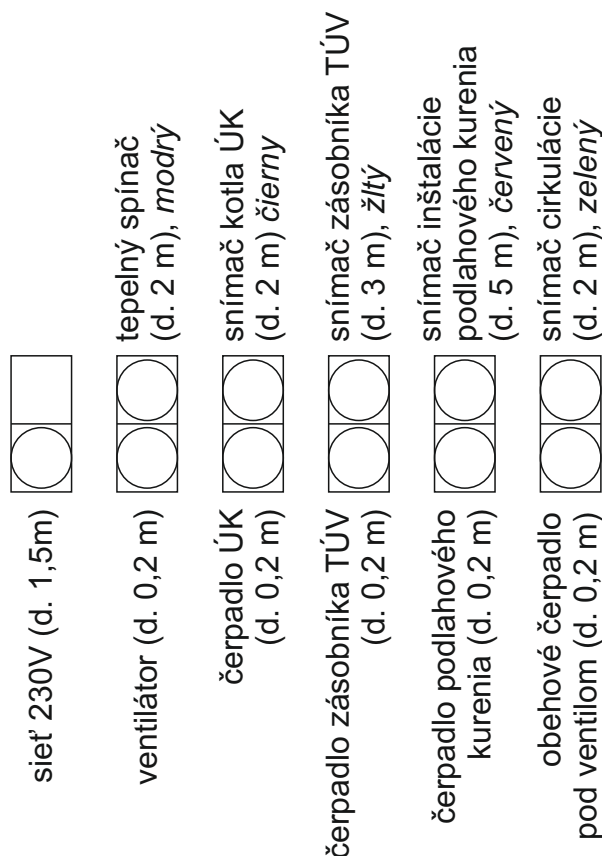 sieť 230V (d. 1,5m)
ventilátor (d. 0,2 m)
tepelný spínač
(d. 2 m), modrý
čerpadlo ÚK
(d. 0,2 m)
snímač kotla ÚK
(d. 2 m) čierny
čerpadlo zásobníka TÚV
(d. 0,2 m)
snímač zásobníka TÚV
(d. 3 m), žltý
čerpadlo podlahového
kurenia (d. 0,2 m)
snímač inštalácie
podlahového kurenia
(d. 5 m), červený
obehové čerpadlo
pod ventilom (d. 0,2 m)
snímač cirkulácie
(d. 2 m), zelený